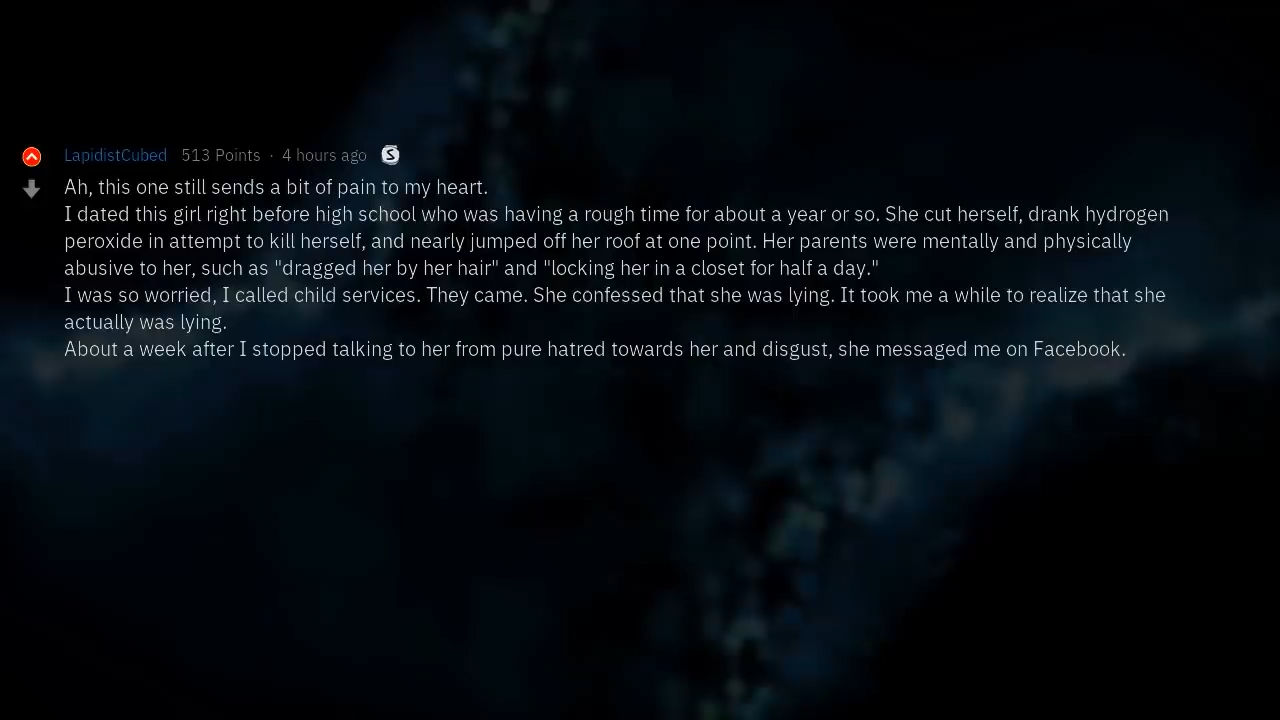 LapidistCubed 513 Points · 4 hours ago S
Ah, this one still sends a bit of pain to my heart.
I dated this girl right before high school who was having a rough time for about a year or so. She cut herself, drank hydrogen
peroxide in attempt to kill herself, and nearly jumped off her roof at one point. Her parents were mentally and physically
abusive to her, such as "dragged her by her hair" and "locking her in a closet for half a day."
I was so worried, I called child services. They came. She confessed that she was lying. It took me a while to realize that she
actually was lying.
About a week after I stopped talking to her from pure hatred towards her and disgust, she messaged me on Facebook.